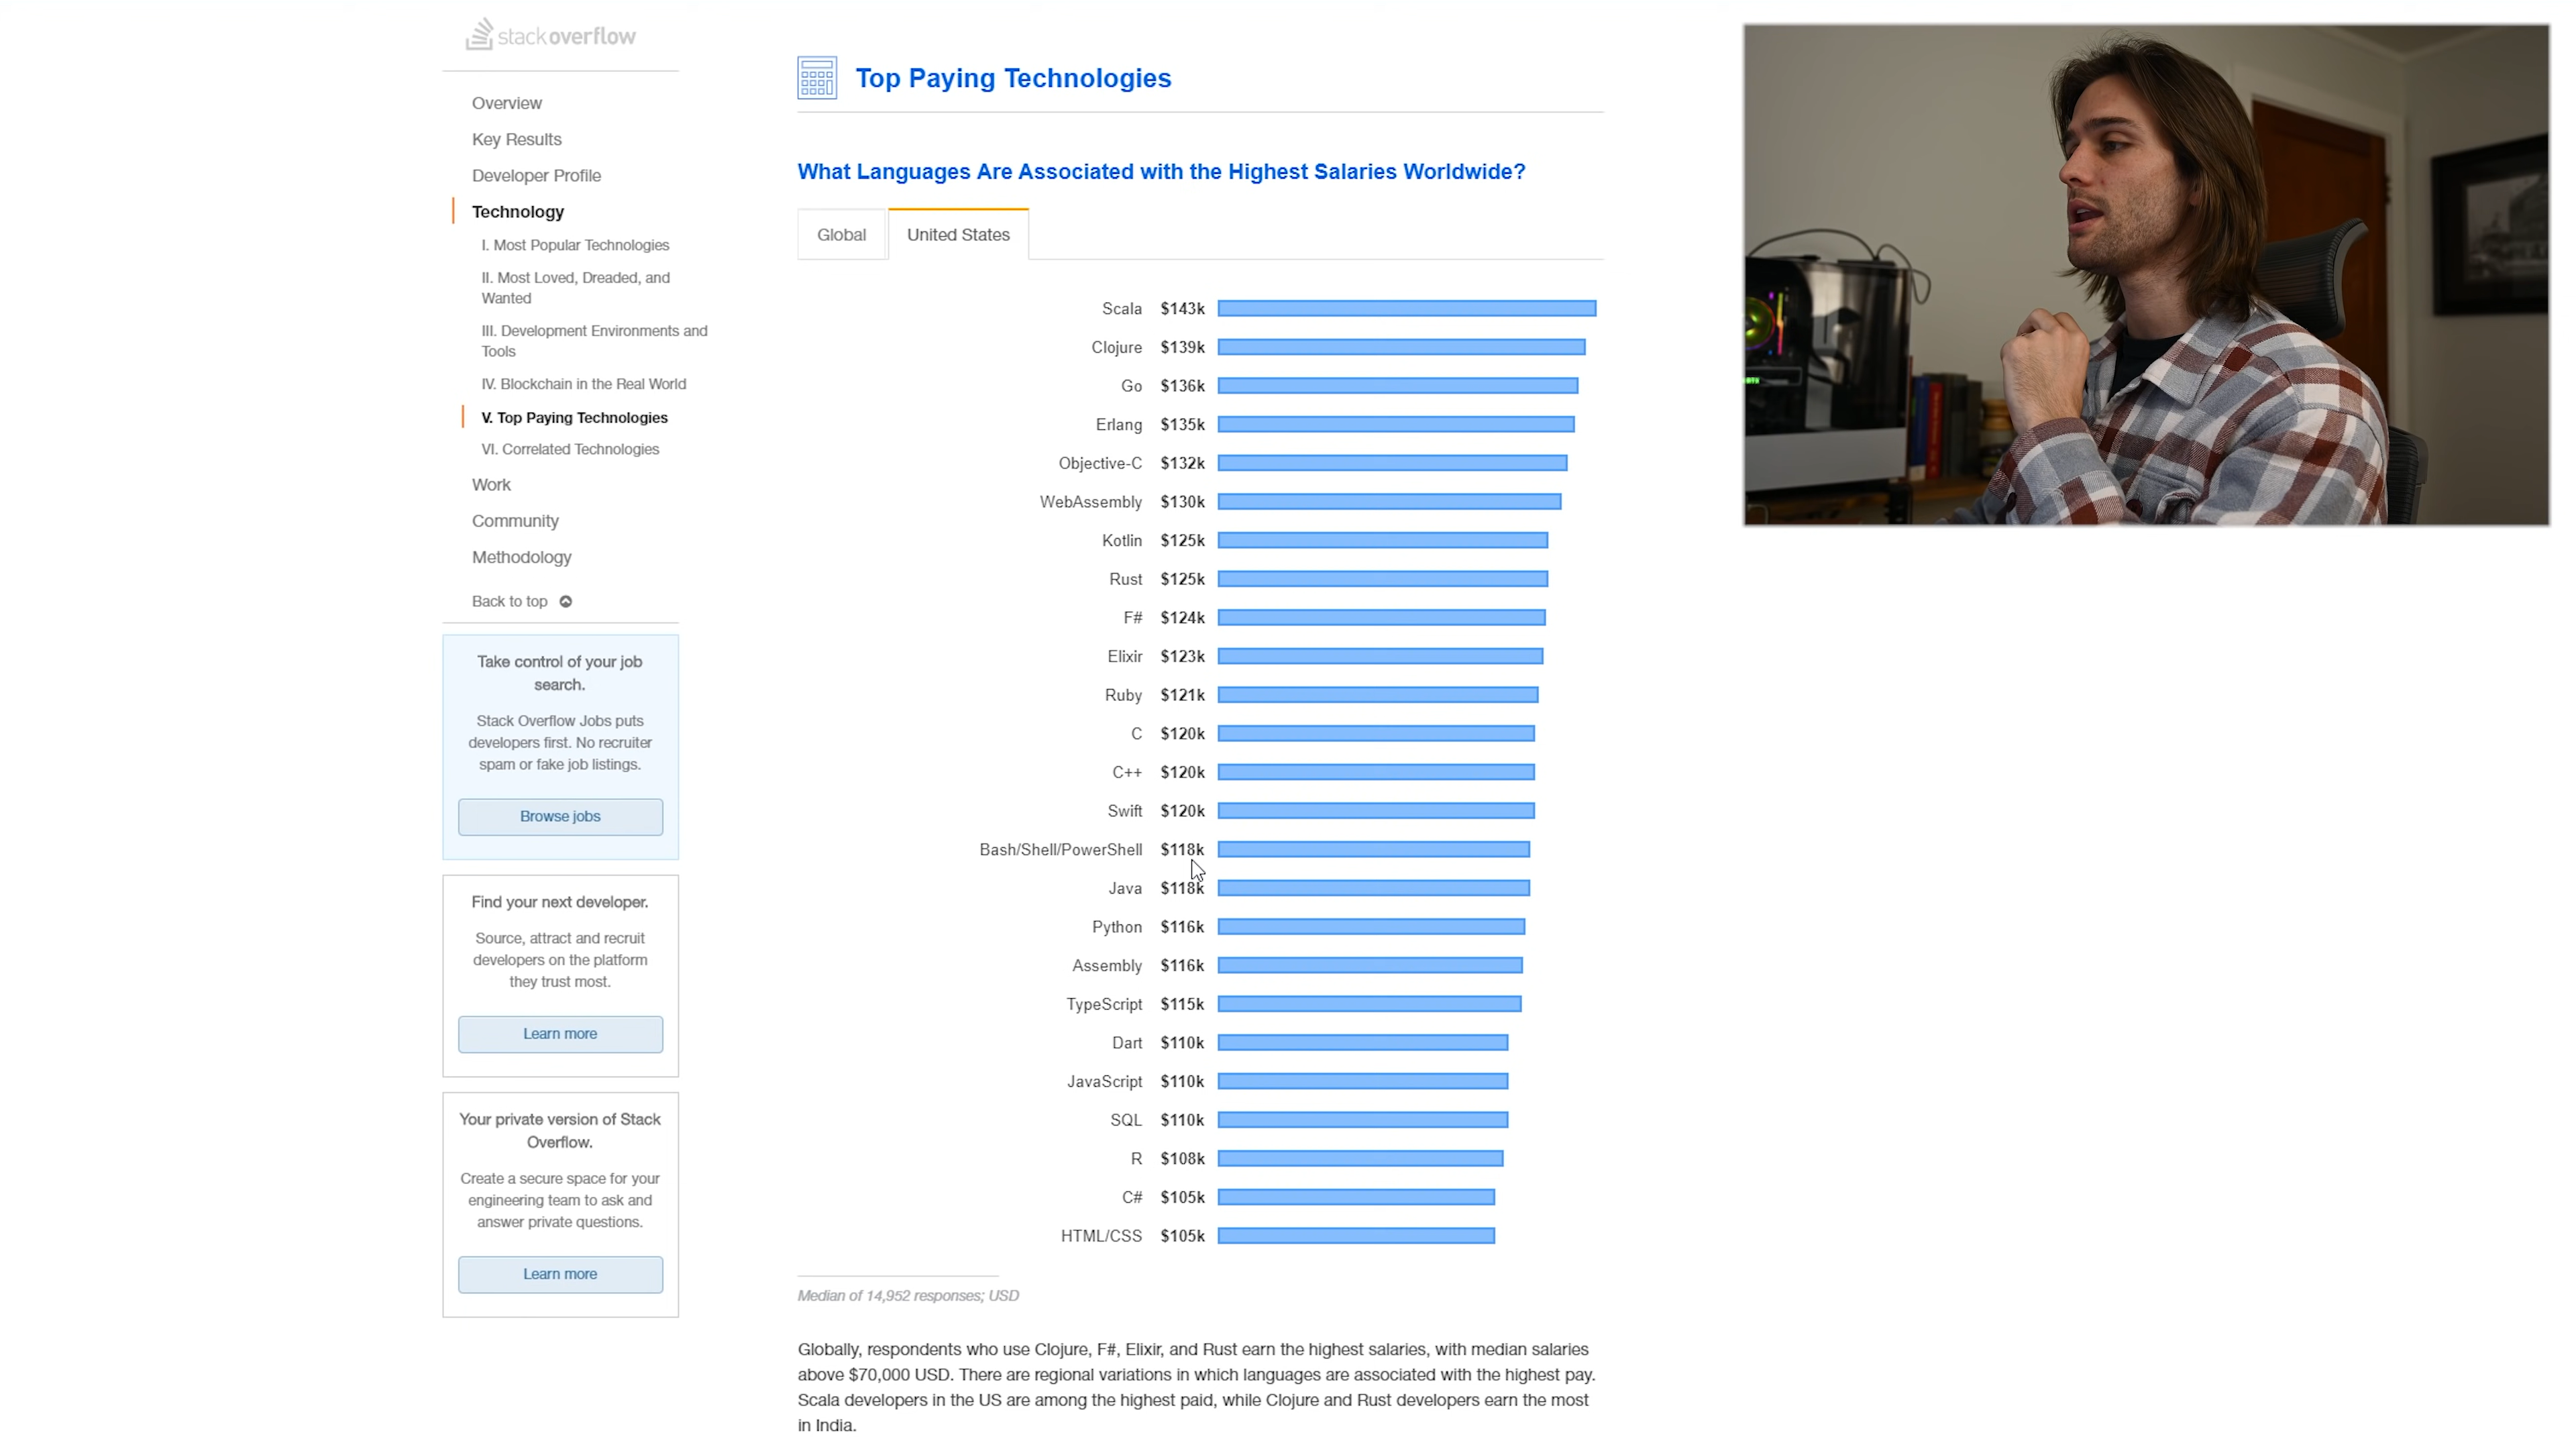 stackoverflow
Overview
Key Results
Developer Profile
Technology
I. Most Popular Technologies
II. Most Loved, Dreaded, and
Wanted
III. Development Environments and
Tools
IV. Blockchain in the Real World
V. Top Paying Technologies
VI. Correlated Technologies
Work
Community
Methodology
Back to top
Take control of your job
search.
Stack Overflow Jobs puts
developers first. No recruiter
spam or fake job listings.
Browse jobs
Find your next developer.
Source, attract and recruit
developers on the platform
they trust most.
Learn more
Your private version of Stack
Overflow.
Create a secure space for your
engineering team to ask and
answer private questions.
Learn more
Top Paying Technologies
What Languages Are Associated with the Highest Salaries Worldwide?
Global United States
Scala $143k
Clojure $139k
Go $136k
Erlang $135k
Objective-C $132k
WebAssembly $130k
Kotlin $125k
Rust $125k
F# $124k
Elixir $123k
Ruby $121k
C $120k
C++ $120k
Swift $120k
Bash/Shell/PowerShell $118k
Java $118k
Python $116k
Assembly $116k
TypeScript $115k
Dart $110k
JavaScript $110k
SQL $110k
R $108k
C# $105k
HTML/CSS $105k
Median of 14,952 responses; USD
Globally, respondents who use Clojure, F#, Elixir, and Rust earn the highest salaries, with median salaries
above $70,000 USD. There are regional variations in which languages are associated with the highest pay.
Scala developers in the US are among the highest paid, while Clojure and Rust developers earn the most
in India.